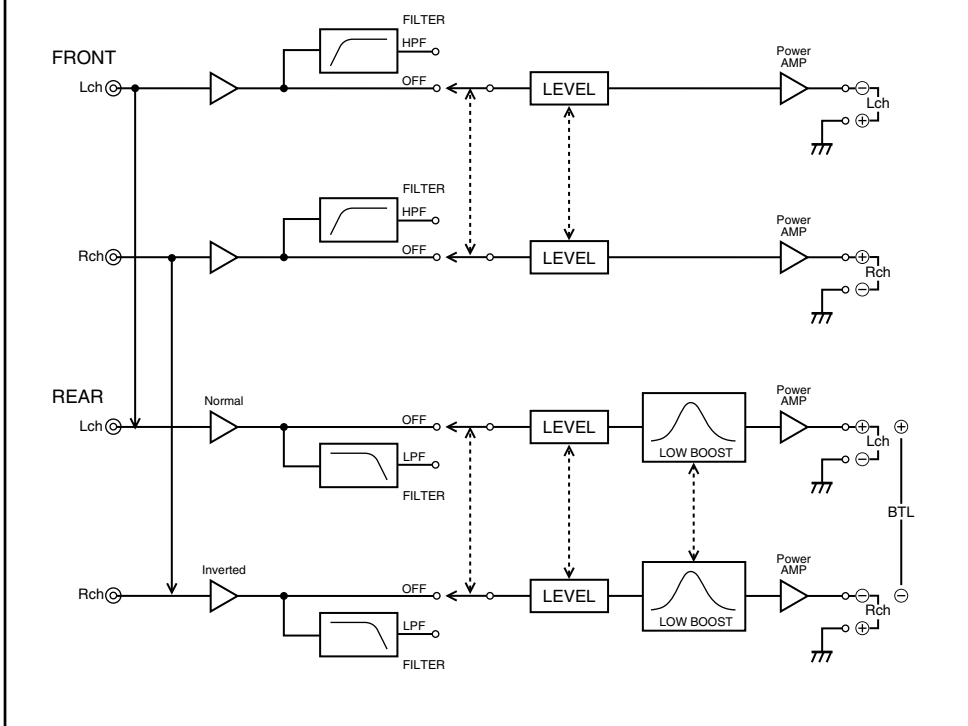 FILTER
HPF
FRONT
Lch
OFF
LEVEL
Power
AMP
−
Lch
+
FILTER
HPF
Rch
OFF
LEVEL
Power
AMP
+
Rch
−
REAR
Lch
Normal
OFF
LPF
FILTER
LEVEL
LOW BOOST
Power
AMP
+
Lch
−
+
BTL
−
Rch
Inverted
OFF
LPF
FILTER
LEVEL
LOW BOOST
Power
AMP
−
Rch
+